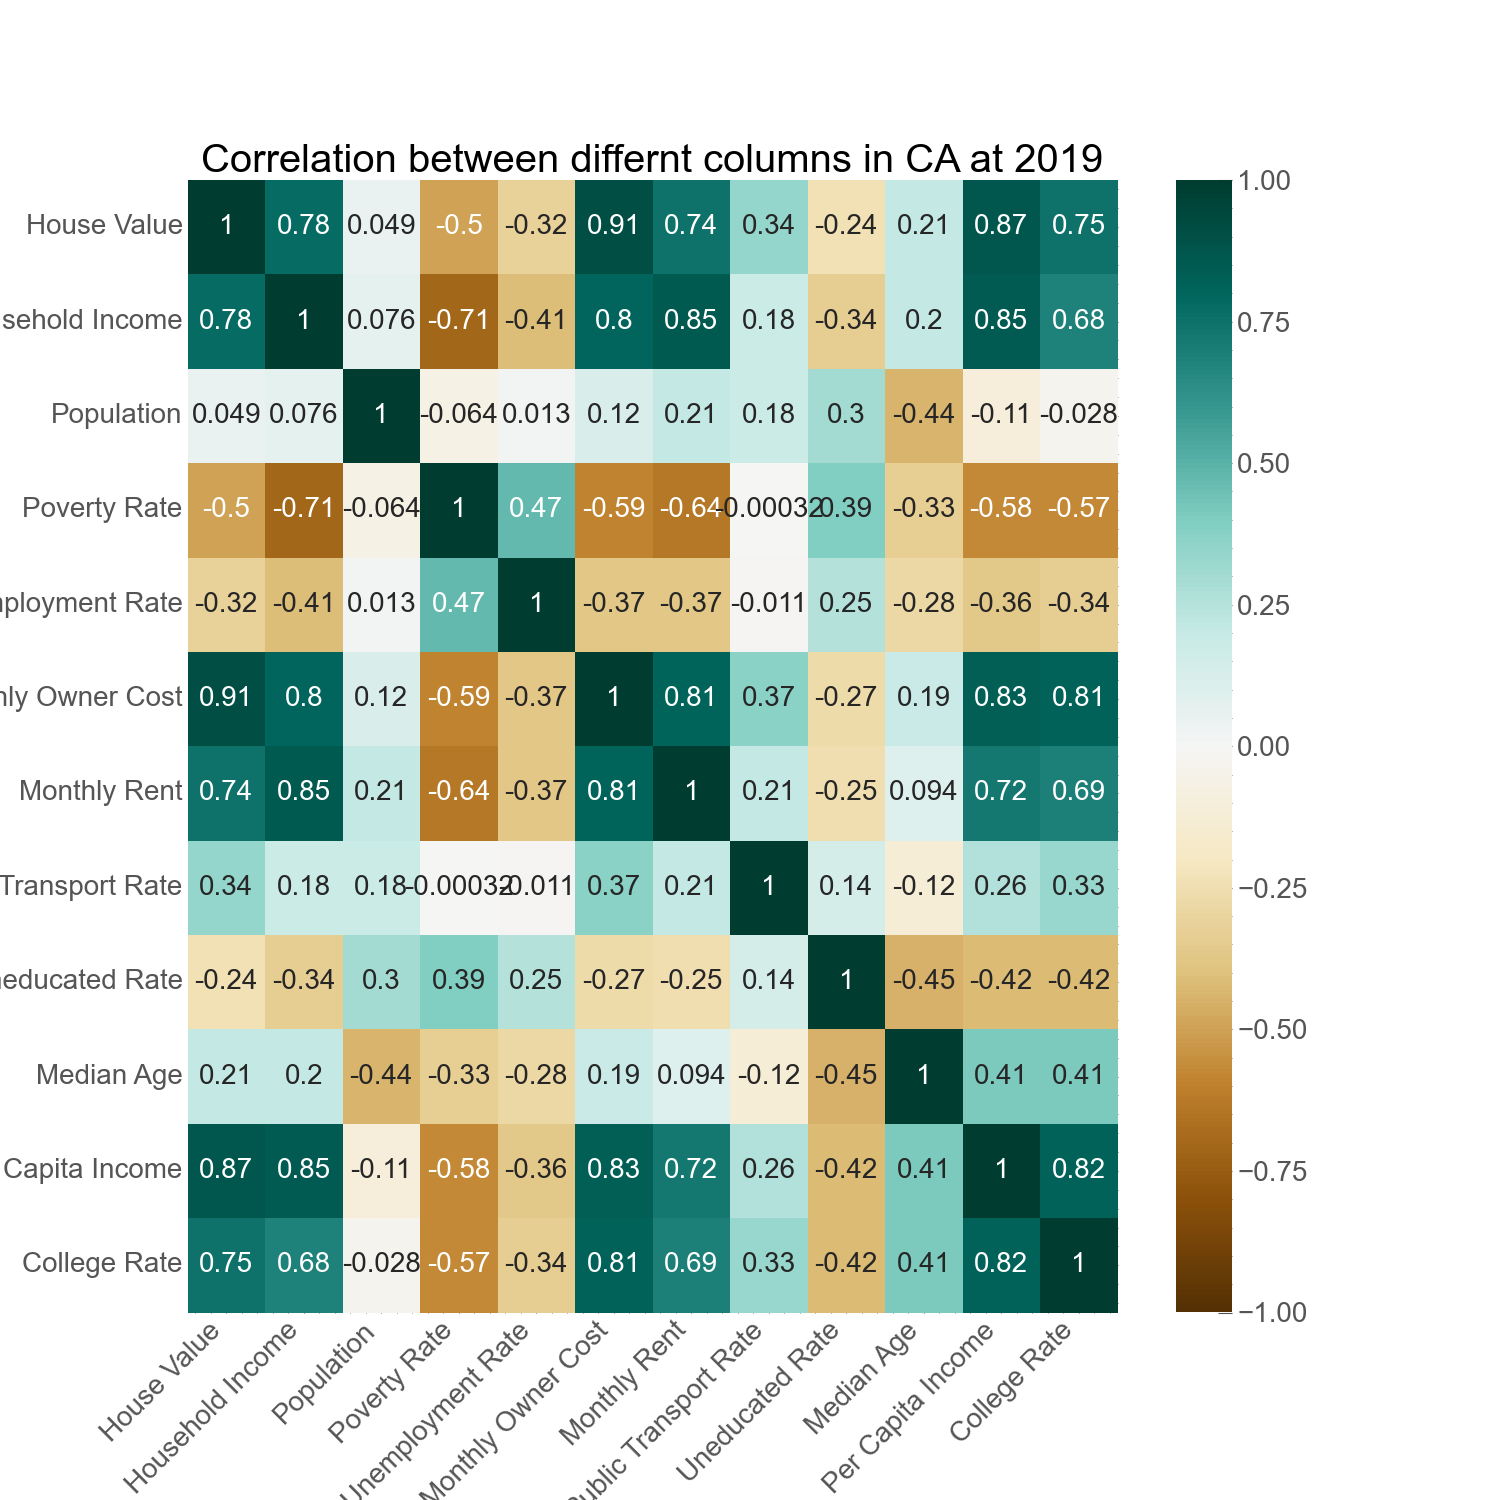 Correlation between differnt columns in CA at 2019
House Value 1 0.78 0.049 -0.5 -0.32 0.91 0.74 0.34 -0.24 0.21 0.87 0.75
sehold Income 0.78 1 0.076 -0.71 -0.41 0.8 0.85 0.18 -0.34 0.2 0.85 0.68
Population 0.049 0.076 1 -0.064 0.013 0.12 0.21 0.18 0.3 -0.44 -0.11 -0.028
Poverty Rate -0.5 -0.71 -0.064 1 0.47 -0.59 -0.64 -0.00032 0.39 -0.33 -0.58 -0.57
ployment Rate -0.32 -0.41 0.013 0.47 1 -0.37 -0.37 -0.011 0.25 -0.28 -0.36 -0.34
ly Owner Cost 0.91 0.8 0.12 -0.59 -0.37 1 0.81 0.37 -0.27 0.19 0.83 0.81
Monthly Rent 0.74 0.85 0.21 -0.64 -0.37 0.81 1 0.21 -0.25 0.094 0.72 0.69
Transport Rate 0.34 0.18 0.18 -0.00032 -0.011 0.37 0.21 1 0.14 -0.12 0.26 0.33
educated Rate -0.24 -0.34 0.3 0.39 0.25 -0.27 -0.25 0.14 1 -0.45 -0.42 -0.42
Median Age 0.21 0.2 -0.44 -0.33 -0.28 0.19 0.094 -0.12 -0.45 1 0.41 0.41
Capita Income 0.87 0.85 -0.11 -0.58 -0.36 0.83 0.72 0.26 -0.42 0.41 1 0.82
College Rate 0.75 0.68 -0.028 -0.57 -0.34 0.81 0.69 0.33 -0.42 0.41 0.82 1
House Value
Household Income
Population
Poverty Rate
Unemployment Rate
Monthly Owner Cost
Monthly Rent
Public Transport Rate
Uneducated Rate
Median Age
Per Capita Income
College Rate
1.00
0.75
0.50
0.25
0.00
−0.25
−0.50
−0.75
−1.00